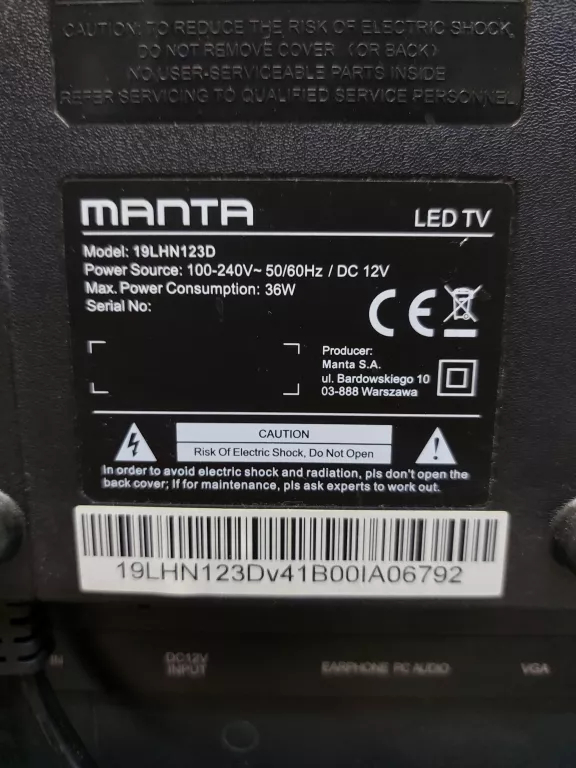 CAUTION: TO REDUCE THE RISK OF ELECTRIC SHOCK,
DO NOT REMOVE COVER (OR BACK)
NO USER-SERVICEABLE PARTS INSIDE
REFER SERVICING TO QUALIFIED SERVICE PERSONNEL
MANTA
LED TV
Model: 19LHN123D
Power Source: 100-240V~ 50/60Hz / DC 12V
Max. Power Consumption: 36W
Serial No:
CE
Producer:
Manta S.A.
ul. Bardowskiego 10
03-888 Warszawa
CAUTION
Risk Of Electric Shock, Do Not Open
In order to avoid electric shock and radiation, pls don't open the
back cover; If for maintenance, pls ask experts to work out.
19LHN123Dv41B00IA06792
IN
DC12V
INPUT
EARPHONE PC AUDIO
VGA